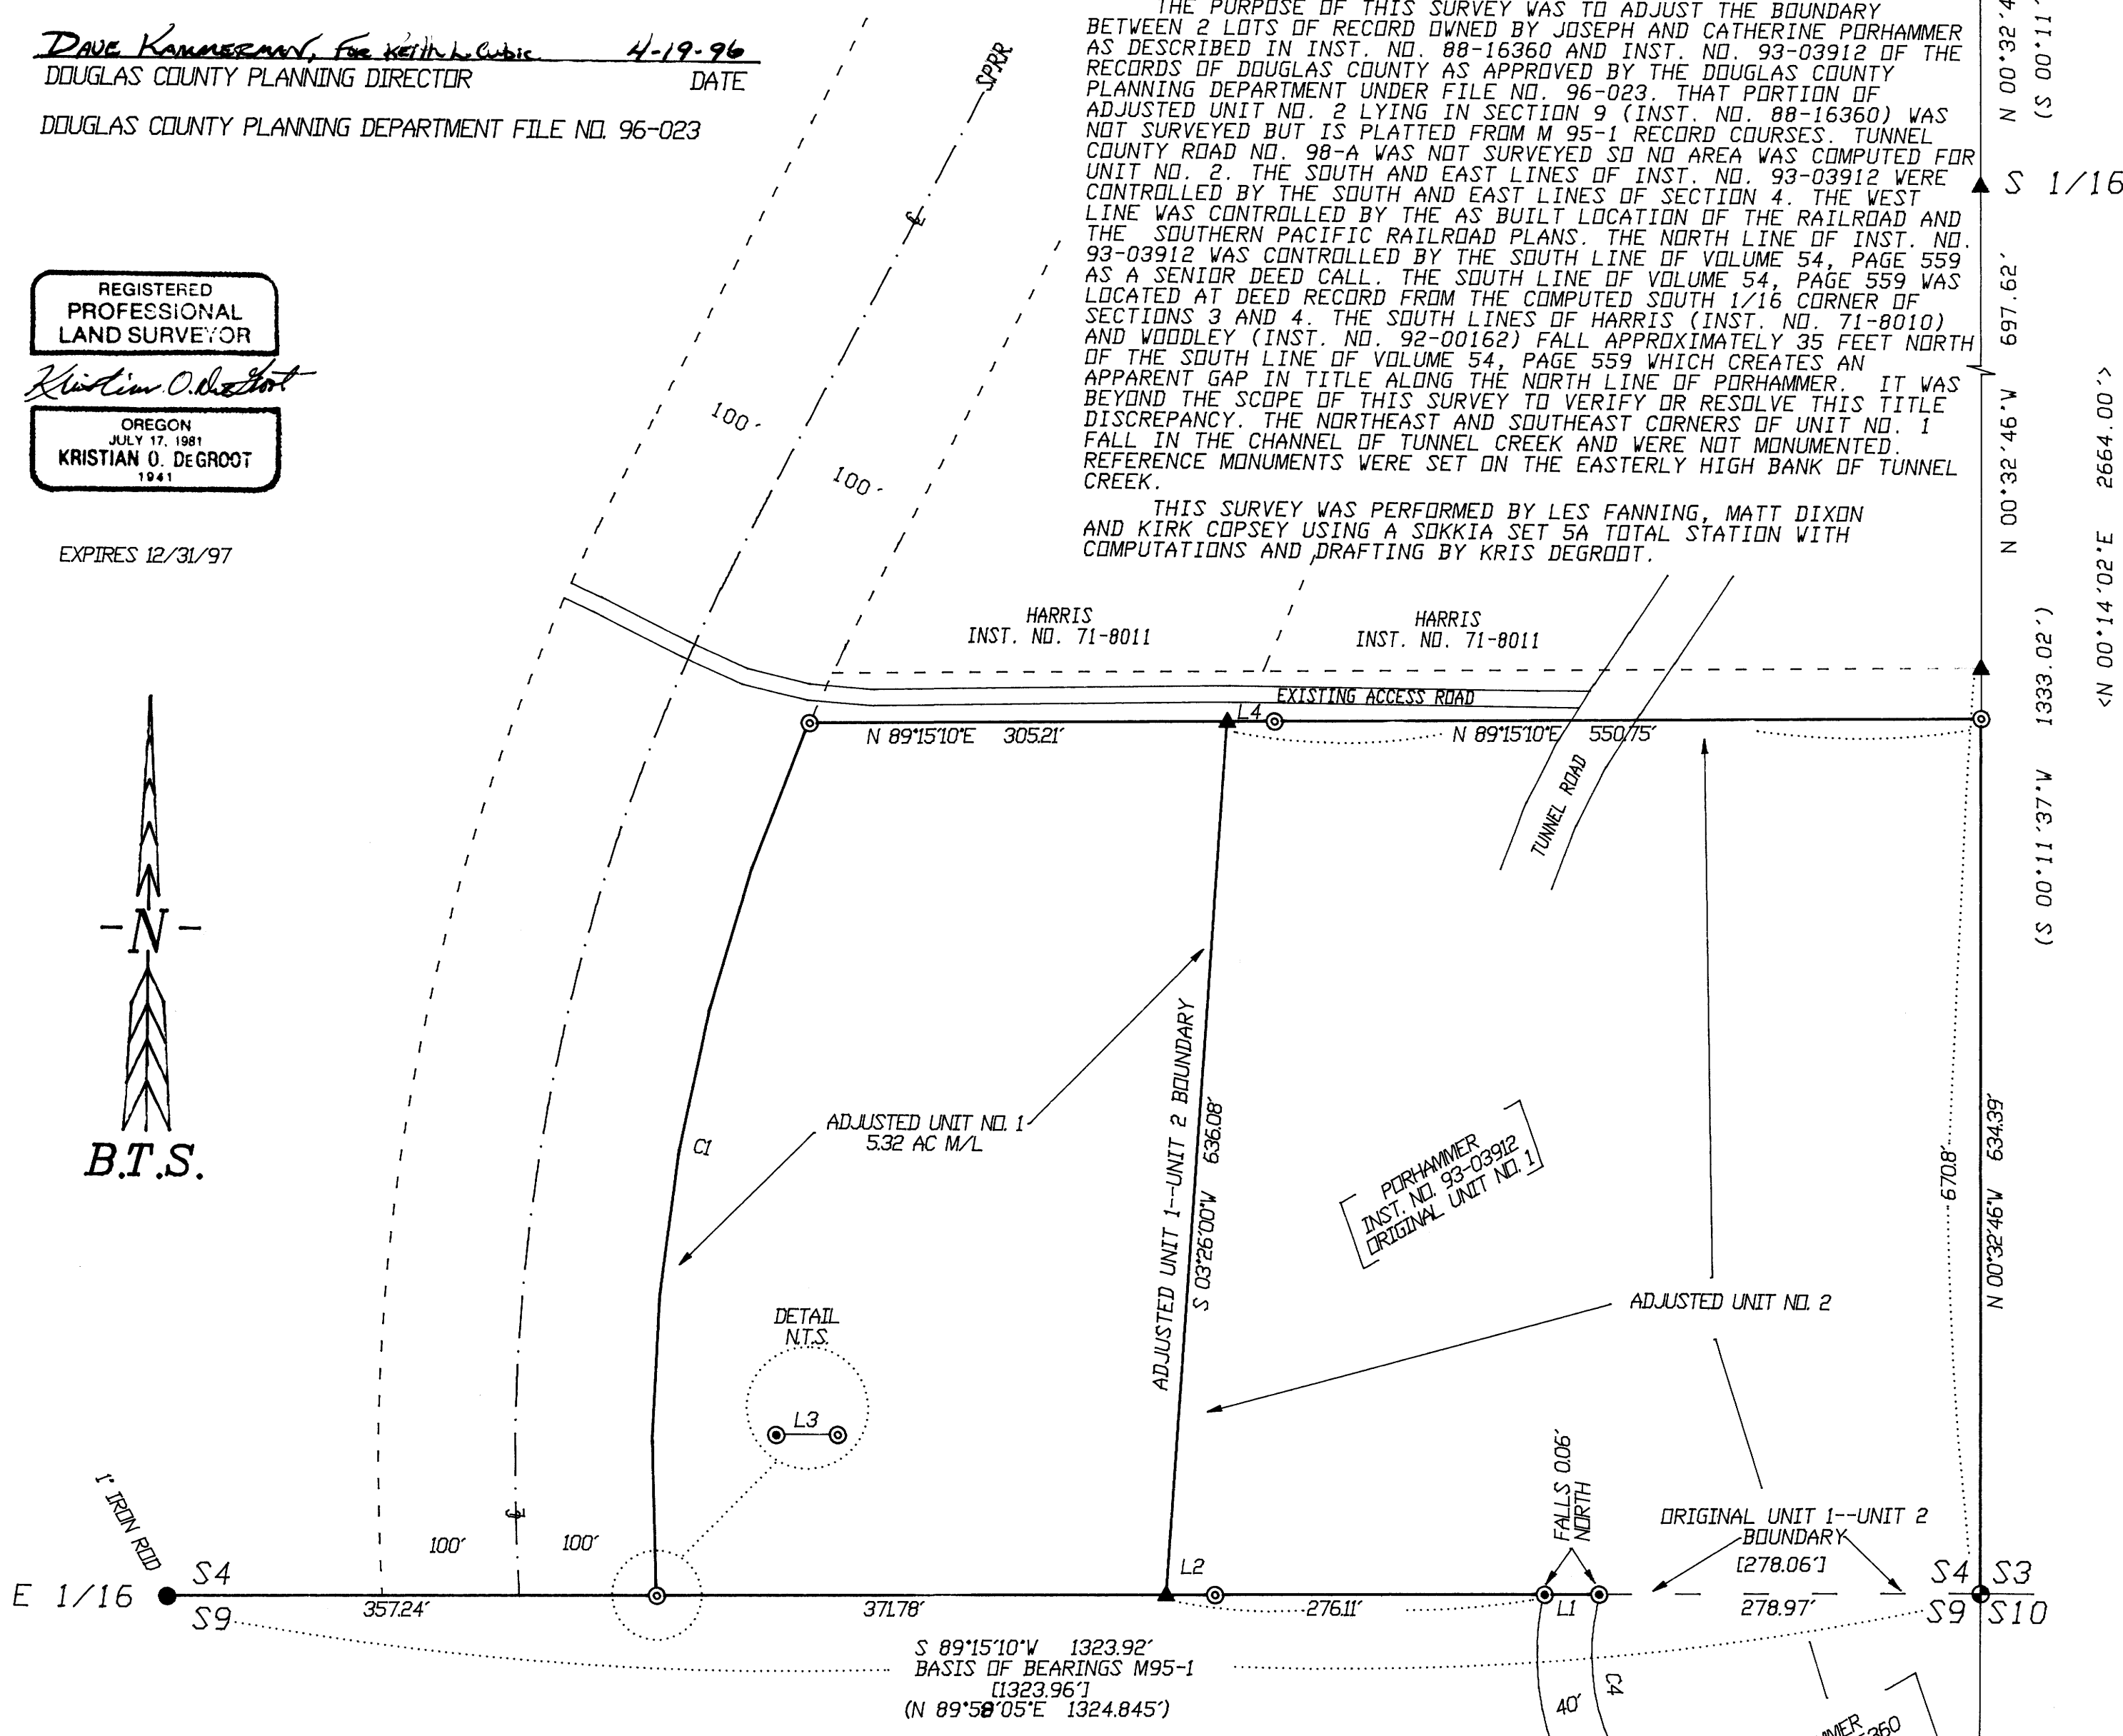 DAVE KAMMERMAN, FOR KEITH L. CUBIC 4-19-96
DOUGLAS COUNTY PLANNING DIRECTOR DATE
DOUGLAS COUNTY PLANNING DEPARTMENT FILE NO. 96-023
REGISTERED
PROFESSIONAL
LAND SURVEYOR
Kristian O. DeGroot
OREGON
JULY 17, 1981
KRISTIAN O. DEGROOT
1941
EXPIRES 12/31/97
THE PURPOSE OF THIS SURVEY WAS TO ADJUST THE BOUNDARY
BETWEEN 2 LOTS OF RECORD OWNED BY JOSEPH AND CATHERINE PORHAMMER
AS DESCRIBED IN INST. NO. 88-16360 AND INST. NO. 93-03912 OF THE
RECORDS OF DOUGLAS COUNTY AS APPROVED BY THE DOUGLAS COUNTY
PLANNING DEPARTMENT UNDER FILE NO. 96-023. THAT PORTION OF
ADJUSTED UNIT NO. 2 LYING IN SECTION 9 (INST. NO. 88-16360) WAS
NOT SURVEYED BUT IS PLATTED FROM M 95-1 RECORD COURSES. TUNNEL
COUNTY ROAD NO. 98-A WAS NOT SURVEYED SO NO AREA WAS COMPUTED FOR
UNIT NO. 2. THE SOUTH AND EAST LINES OF INST. NO. 93-03912 WERE
CONTROLLED BY THE SOUTH AND EAST LINES OF SECTION 4. THE WEST
LINE WAS CONTROLLED BY THE AS BUILT LOCATION OF THE RAILROAD AND
THE SOUTHERN PACIFIC RAILROAD PLANS. THE NORTH LINE OF INST. NO.
93-03912 WAS CONTROLLED BY THE SOUTH LINE OF VOLUME 54, PAGE 559
AS A SENIOR DEED CALL. THE SOUTH LINE OF VOLUME 54, PAGE 559 WAS
LOCATED AT DEED RECORD FROM THE COMPUTED SOUTH 1/16 CORNER OF
SECTIONS 3 AND 4. THE SOUTH LINES OF HARRIS (INST. NO. 71-8010)
AND WOODLEY (INST. NO. 92-00162) FALL APPROXIMATELY 35 FEET NORTH
OF THE SOUTH LINE OF VOLUME 54, PAGE 559 WHICH CREATES AN
APPARENT GAP IN TITLE ALONG THE NORTH LINE OF PORHAMMER. IT WAS
BEYOND THE SCOPE OF THIS SURVEY TO VERIFY OR RESOLVE THIS TITLE
DISCREPANCY. THE NORTHEAST AND SOUTHEAST CORNERS OF UNIT NO. 1
FALL IN THE CHANNEL OF TUNNEL CREEK AND WERE NOT MONUMENTED.
REFERENCE MONUMENTS WERE SET ON THE EASTERLY HIGH BANK OF TUNNEL
CREEK.
THIS SURVEY WAS PERFORMED BY LES FANNING, MATT DIXON
AND KIRK COPSEY USING A SOKKIA SET 5A TOTAL STATION WITH
COMPUTATIONS AND DRAFTING BY KRIS DEGROOT.
N 00°32'4
(S 00°11'
S 1/16
N 00°32'46"W 697.62'
<N 00°14'02"E 2664.00'>
(S 00°11'37"W 1333.02')
SPRR
℄
100'
100'
HARRIS
INST. NO. 71-8011
HARRIS
INST. NO. 71-8011
EXISTING ACCESS ROAD
L4
N 89°15'10"E 305.21'
N 89°15'10"E 550.75'
TUNNEL ROAD
-N-
B.T.S.
C1
ADJUSTED UNIT NO. 1
5.32 AC M/L
ADJUSTED UNIT 1--UNIT 2 BOUNDARY
S 03°26'00"W 636.08'
PORHAMMER
INST. NO. 93-03912
ORIGINAL UNIT NO. 1
ADJUSTED UNIT NO. 2
670.8'
N 00°32'46"W 634.39'
DETAIL
N.T.S.
L3
1" IRON ROD
E 1/16
S4
S9
℄
100'
100'
357.24'
371.78'
L2
276.11'
FALLS 0.06'
NORTH
L1
ORIGINAL UNIT 1--UNIT 2
BOUNDARY
[278.06']
278.97'
S4 S3
S9 S10
S 89°15'10"W 1323.92'
BASIS OF BEARINGS M95-1
[1323.96']
(N 89°58'05"E 1324.845')
40'
C4
MMER
5360